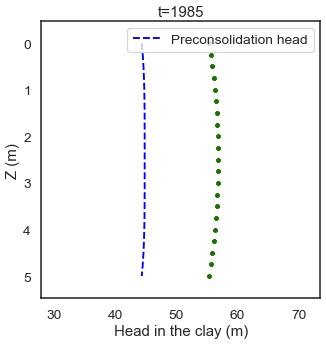 t=1985
Preconsolidation head
0
1
2
3
4
5
Z (m)
30 40 50 60 70
Head in the clay (m)